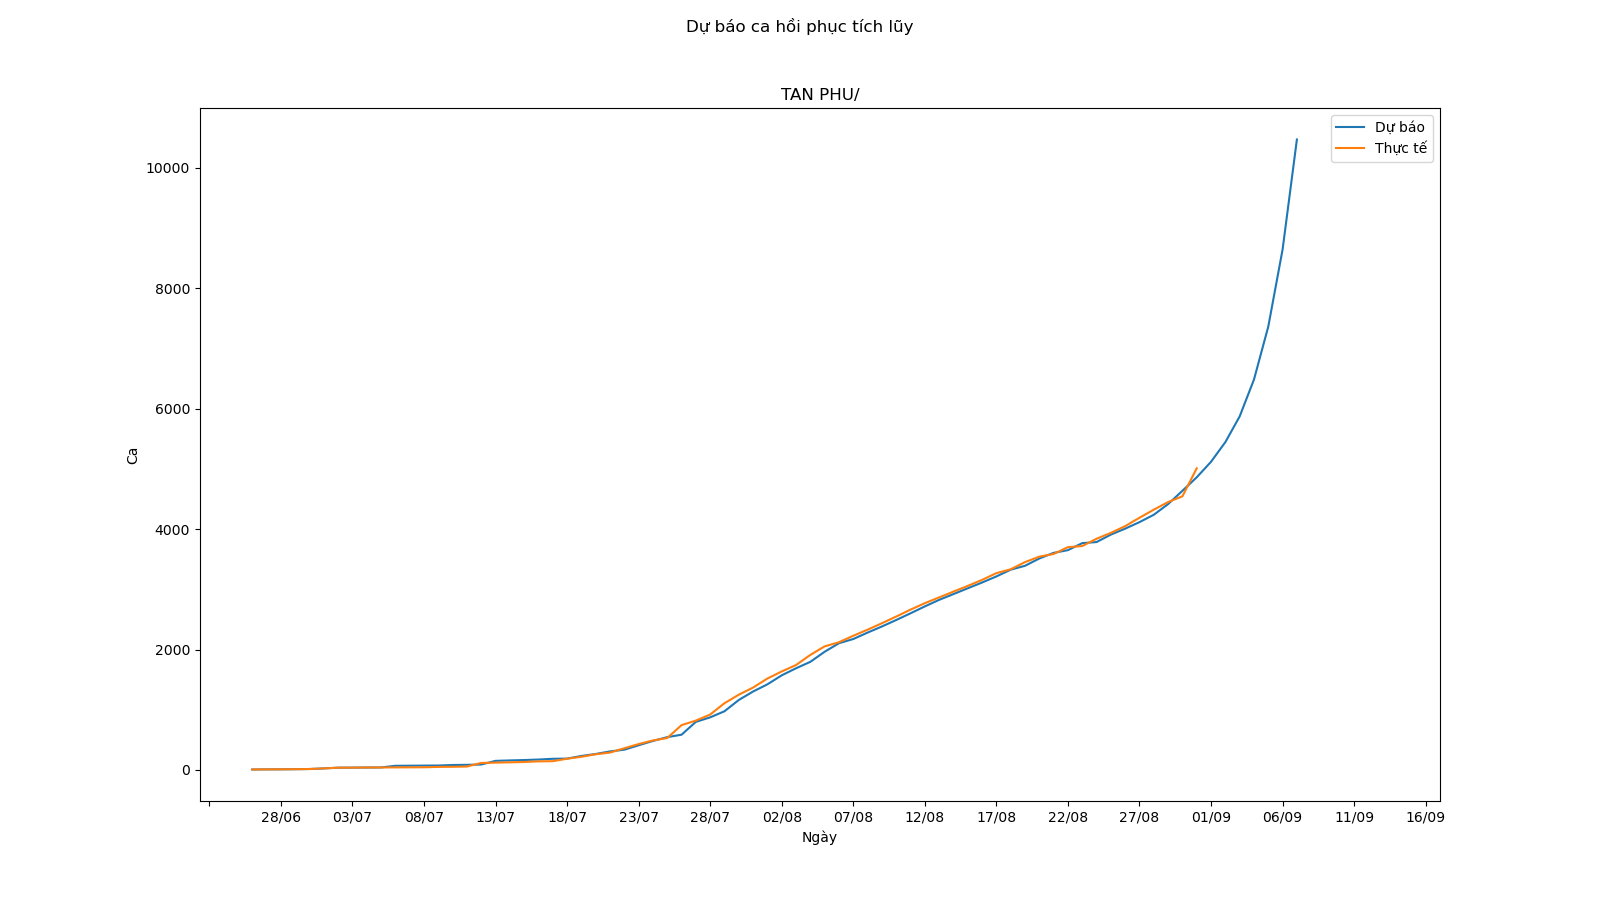 Dự báo ca hồi phục tích lũy
TAN PHU/
Dự báo
Thực tế
10000
8000
6000
4000
2000
0
Ca
28/06 03/07 08/07 13/07 18/07 23/07 28/07 02/08 07/08 12/08 17/08 22/08 27/08 01/09 06/09 11/09 16/09
Ngày